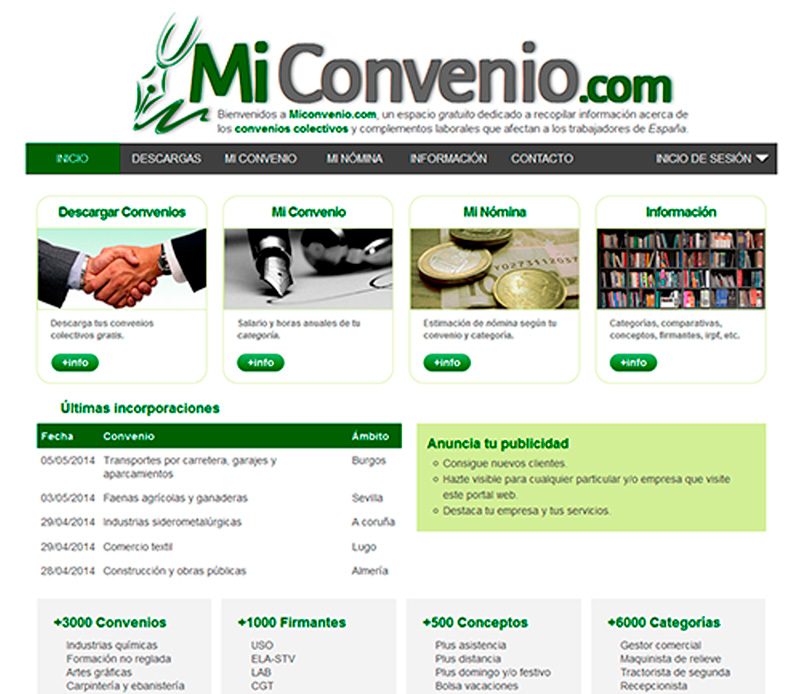 MiConvenio.com
Bienvenidos a Miconvenio.com, un espacio gratuito dedicado a recopilar información acerca de
los convenios colectivos y complementos laborales que afectan a los trabajadores de España.
INICIO DESCARGAS MI CONVENIO MI NÓMINA INFORMACIÓN CONTACTO INICIO DE SESIÓN
Descargar Convenios
Descarga tus convenios
colectivos gratis.
+info
Mi Convenio
Salario y horas anuales de tu
categoría.
+info
Mi Nómina
Estimación de nómina según tu
convenio y categoría.
+info
Información
Categorías, comparativas,
conceptos, firmantes, irpf, etc.
+info
Últimas incorporaciones
Fecha Convenio Ámbito
05/05/2014 Transportes por carretera, garajes y Burgos
aparcamientos
03/05/2014 Faenas agrícolas y ganaderas Sevilla
29/04/2014 Industrias siderometalúrgicas A coruña
29/04/2014 Comercio textil Lugo
28/04/2014 Construcción y obras públicas Almería
Anuncia tu publicidad
Consigue nuevos clientes.
Hazte visible para cualquier particular y/o empresa que visite
este portal web.
Destaca tu empresa y tus servicios.
+3000 Convenios
Industrias químicas
Formación no reglada
Artes gráficas
Carpintería y ebanistería
+1000 Firmantes
USO
ELA-STV
LAB
CGT
+500 Conceptos
Plus asistencia
Plus distancia
Plus domingo y/o festivo
Bolsa vacaciones
+6000 Categorías
Gestor comercial
Maquinista de relieve
Tractorista de segunda
Recepcionista